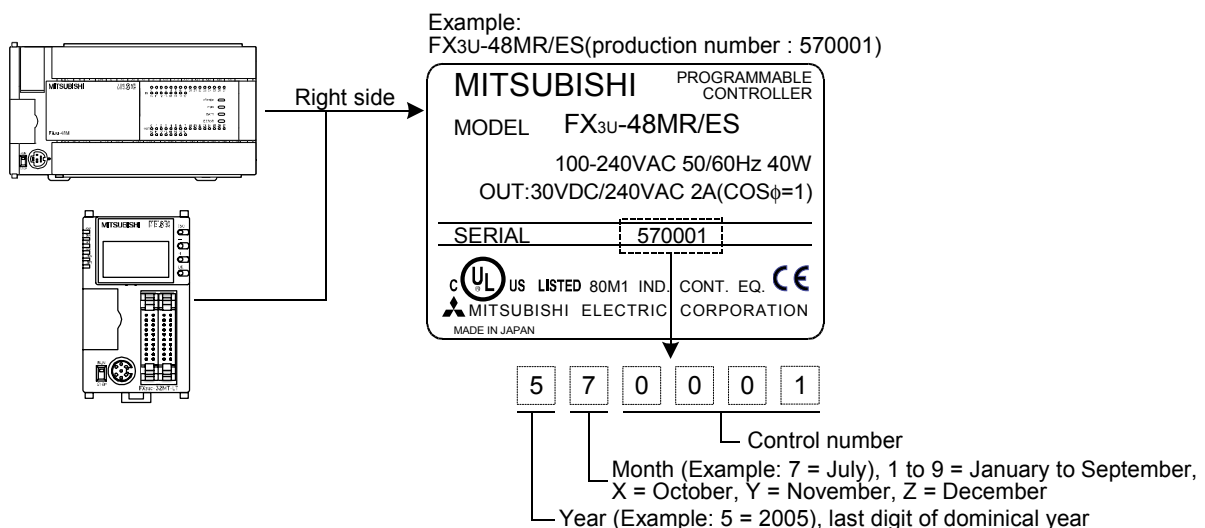 Example:
FX3U-48MR/ES(production number : 570001)
MITSUBISHI
PROGRAMMABLE
CONTROLLER
MODEL FX3U-48MR/ES
100-240VAC 50/60Hz 40W
OUT:30VDC/240VAC 2A(COSϕ=1)
SERIAL 570001
C UL ® US LISTED 80M1 IND. CONT. EQ. CE
MITSUBISHI ELECTRIC CORPORATION
MADE IN JAPAN
Right side
MITSUBISHI
MITSUBISHI
5 7 0 0 0 1
Control number
Month (Example: 7 = July), 1 to 9 = January to September,
X = October, Y = November, Z = December
Year (Example: 5 = 2005), last digit of dominical year